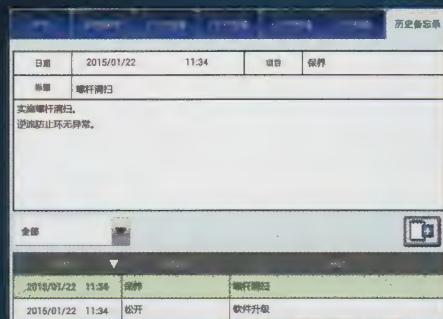 历史备忘录
日期 2015/01/22 11:34 项目 保养
标题 螺杆清扫
实施螺杆清扫。
逆流防止环无异常。
全部
2015/01/22 11:34 保养 螺杆清扫
2015/01/22 11:34 松开 软件升级